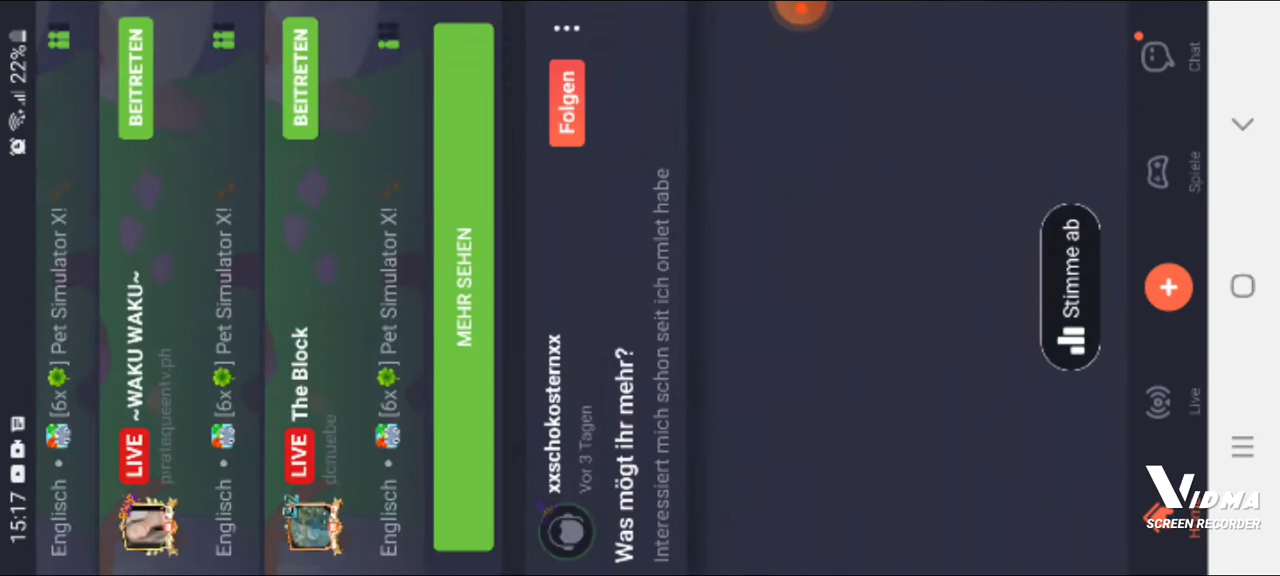 15:17
22%
Englisch • [6x🍀] Pet Simulator X!
LIVE ~WAKU WAKU~
BEITRETEN
piratequeentv.ph
Englisch • [6x🍀] Pet Simulator X!
LIVE The Block
BEITRETEN
dcnuebe
Englisch • [6x🍀] Pet Simulator X!
MEHR SEHEN
xxschokosternxx
Folgen
Vor 3 Tagen
Was mögt ihr mehr?
Interessiert mich schon seit ich omlet habe
Stimme ab
Live
Spiele
Chat
VIDMA
SCREEN RECORDER